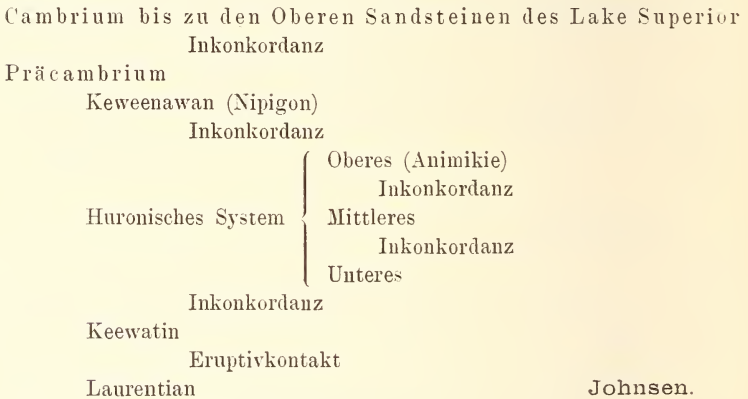 Cambrium bis zu den Oberen Sandsteinen des Lake Superior
Inkonkordanz
Präcambrium
Keweenawan (Nipigon)
Inkonkordanz
Oberes (Animikie)
Inkonkordanz
Huronisches System { Mittleres
Inkonkordanz
Unteres
Inkonkordanz
Keewatin
Eruptivkontakt
Laurentian Johnsen.